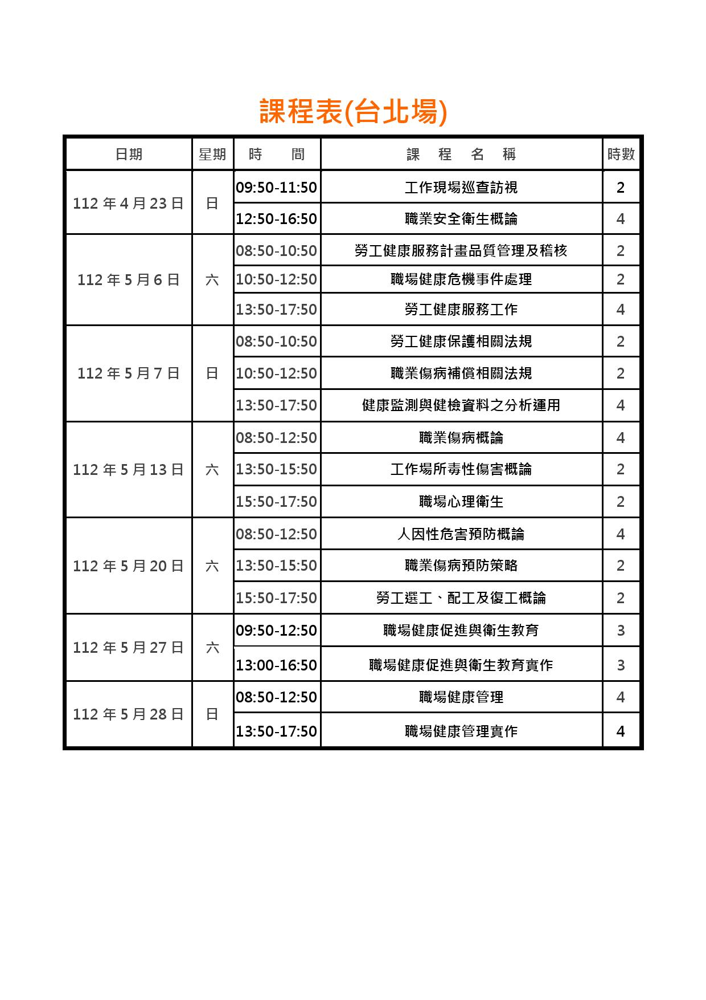 課程表(台北場)
日期 星期 時 間 課 程 名 稱 時數
112 年 4 月 23 日 日 09:50-11:50 工作現場巡查訪視 2
12:50-16:50 職業安全衛生概論 4
112 年 5 月 6 日 六 08:50-10:50 勞工健康服務計畫品質管理及稽核 2
10:50-12:50 職場健康危機事件處理 2
13:50-17:50 勞工健康服務工作 4
112 年 5 月 7 日 日 08:50-10:50 勞工健康保護相關法規 2
10:50-12:50 職業傷病補償相關法規 2
13:50-17:50 健康監測與健檢資料之分析運用 4
112 年 5 月 13 日 六 08:50-12:50 職業傷病概論 4
13:50-15:50 工作場所毒性傷害概論 2
15:50-17:50 職場心理衛生 2
112 年 5 月 20 日 六 08:50-12:50 人因性危害預防概論 4
13:50-15:50 職業傷病預防策略 2
15:50-17:50 勞工選工、配工及復工概論 2
112 年 5 月 27 日 六 09:50-12:50 職場健康促進與衛生教育 3
13:00-16:50 職場健康促進與衛生教育實作 3
112 年 5 月 28 日 日 08:50-12:50 職場健康管理 4
13:50-17:50 職場健康管理實作 4